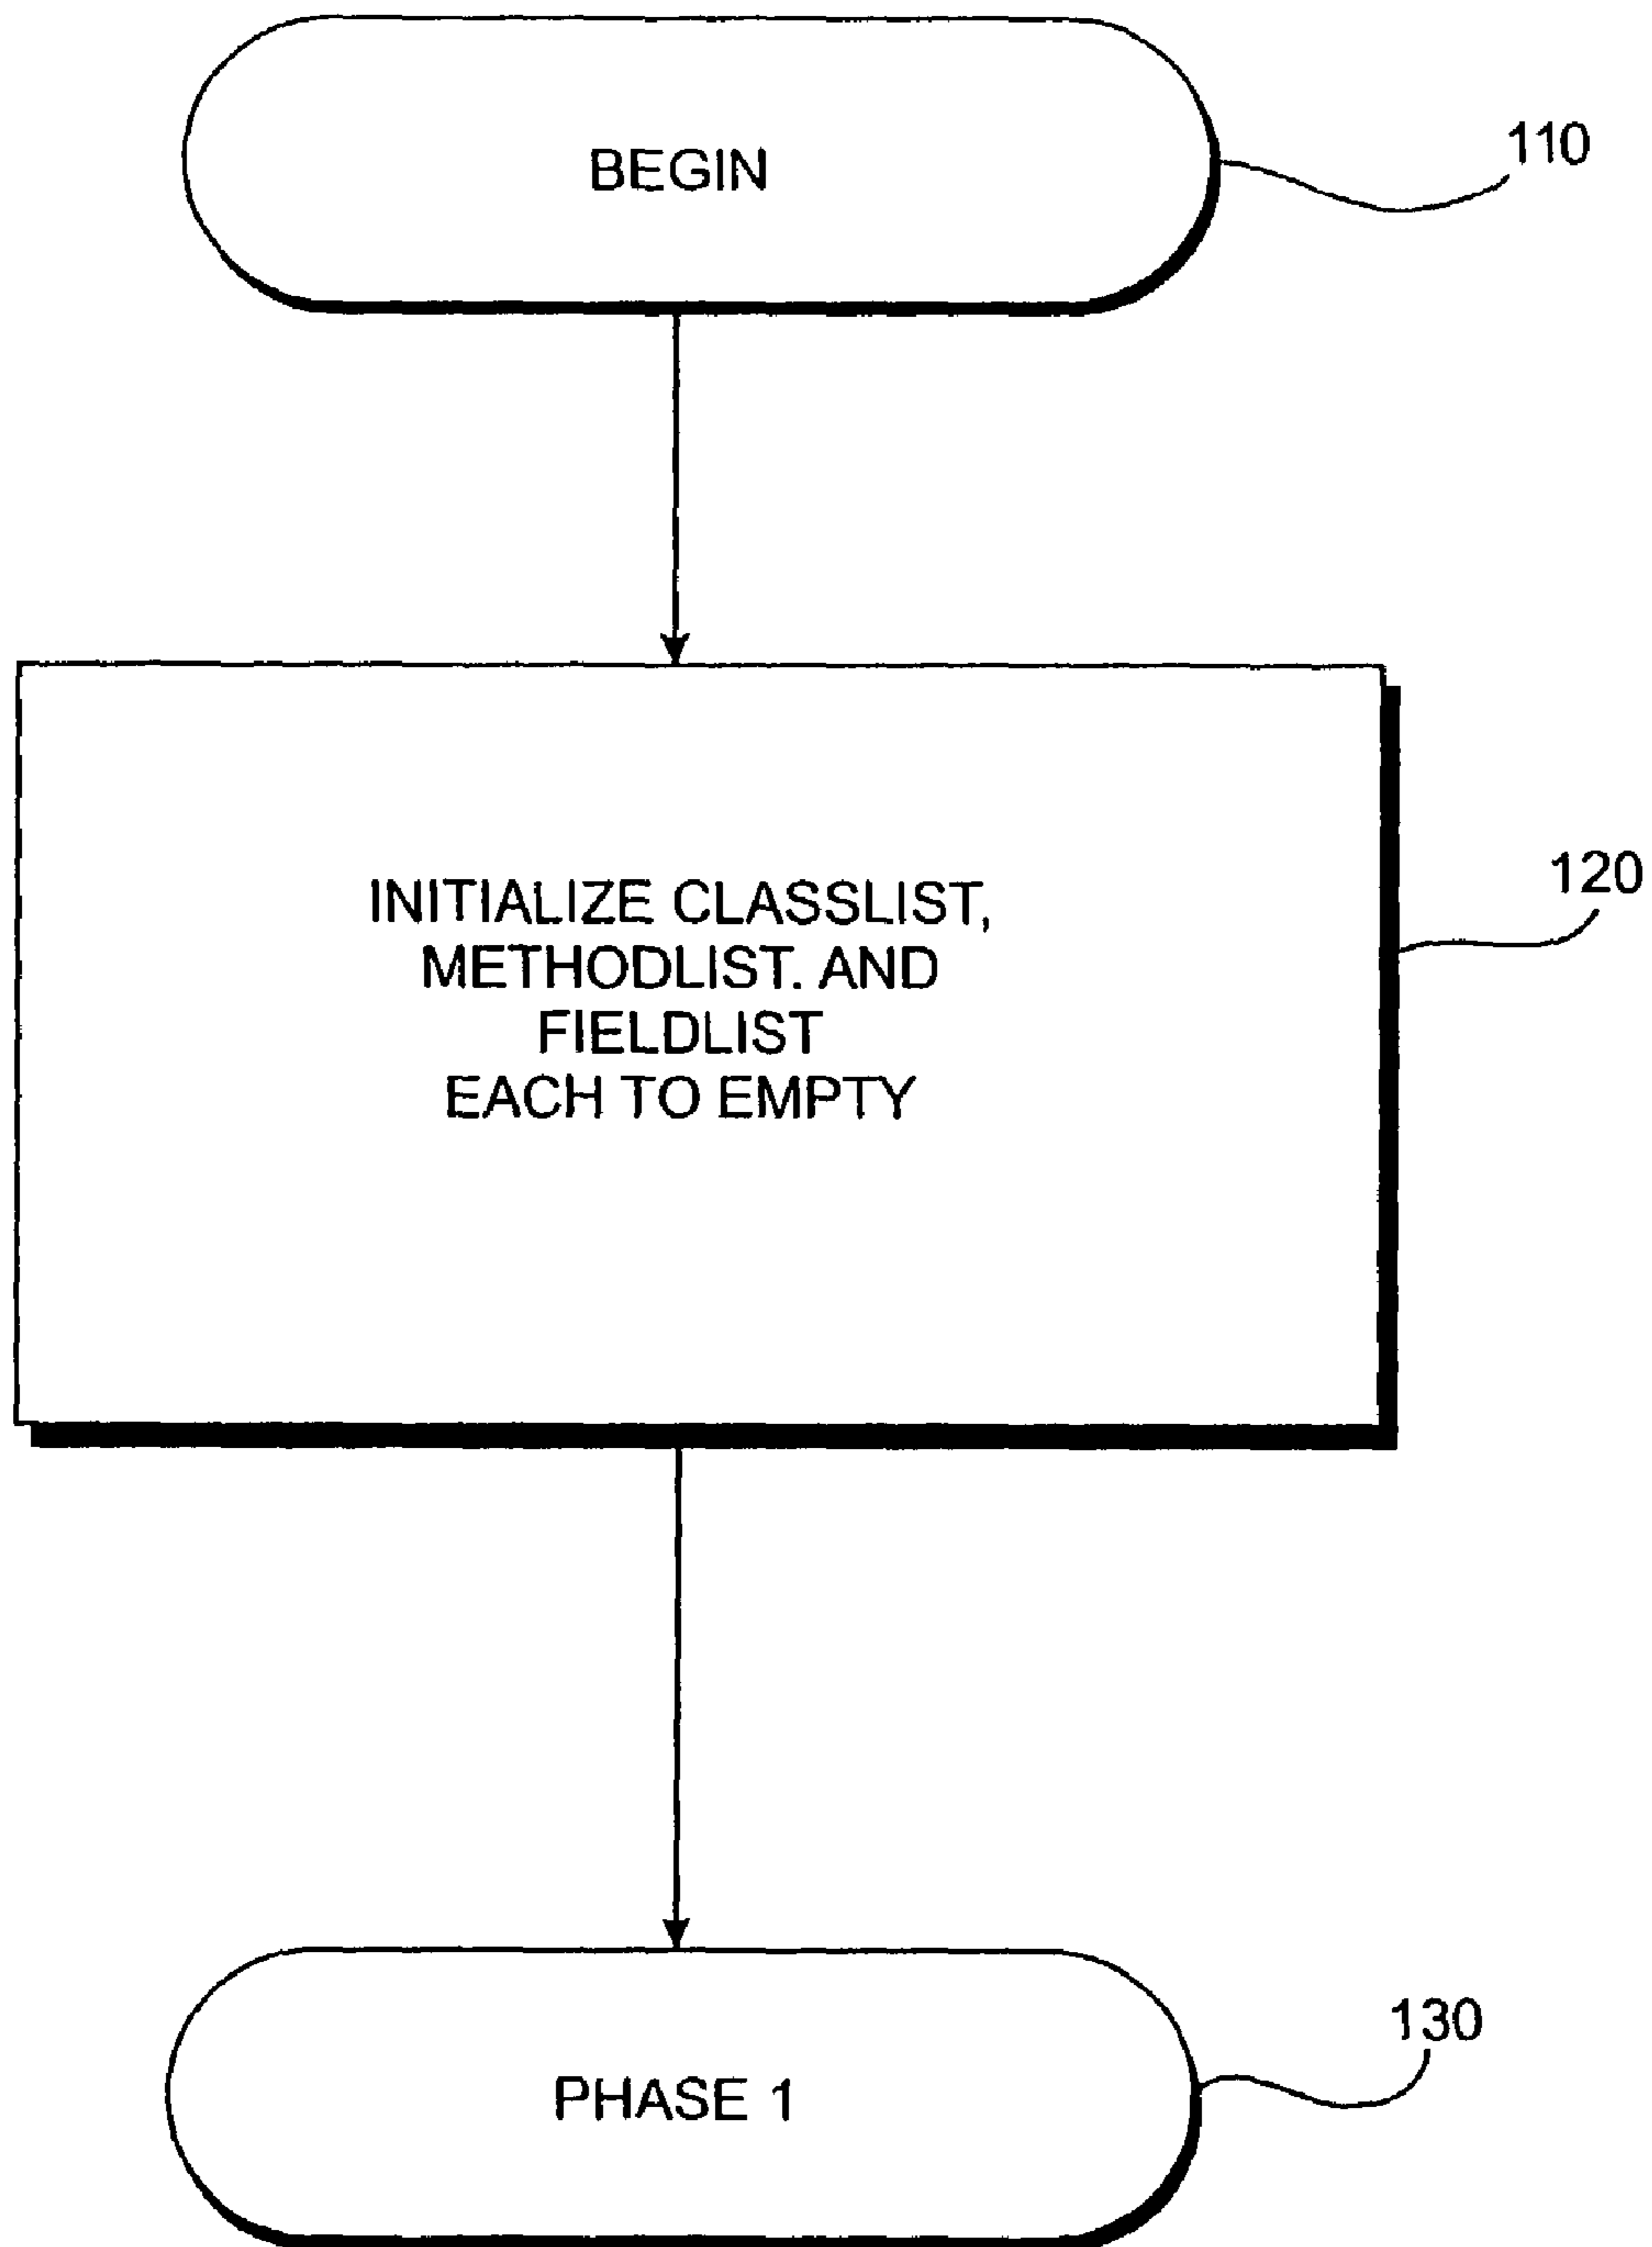 BEGIN
110
INITIALIZE CLASSLIST,
METHODLIST. AND
FIELDLIST
EACH TO EMPTY
120
PHASE 1
130